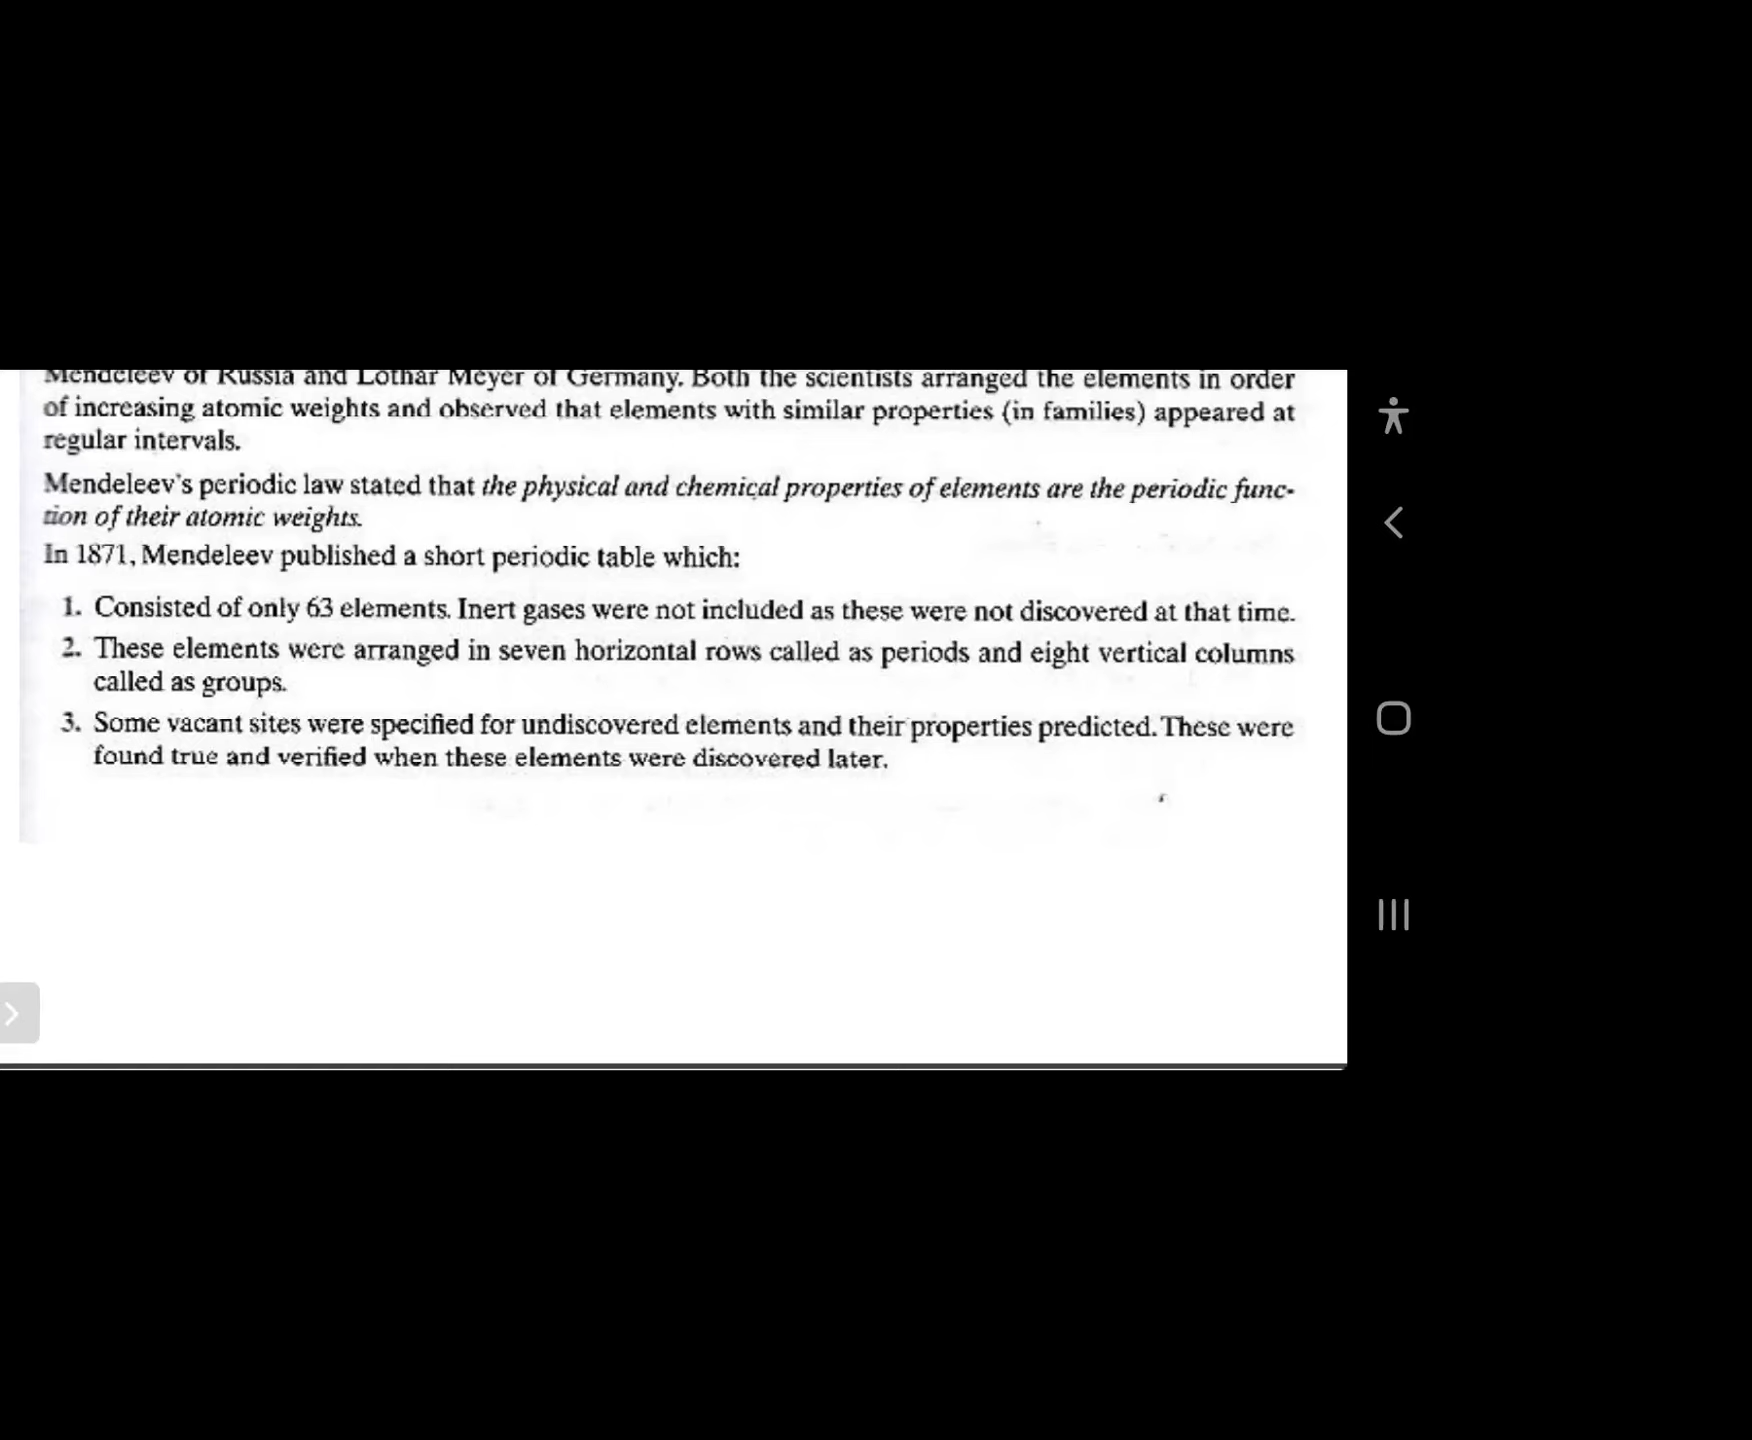 Mendeleev of Russia and Lothar Meyer of Germany. Both the scientists arranged the elements in order
of increasing atomic weights and observed that elements with similar properties (in families) appeared at
regular intervals.
Mendeleev's periodic law stated that the physical and chemical properties of elements are the periodic func-
tion of their atomic weights.
In 1871, Mendeleev published a short periodic table which:
1. Consisted of only 63 elements. Inert gases were not included as these were not discovered at that time.
2. These elements were arranged in seven horizontal rows called as periods and eight vertical columns
called as groups.
3. Some vacant sites were specified for undiscovered elements and their properties predicted. These were
found true and verified when these elements were discovered later.